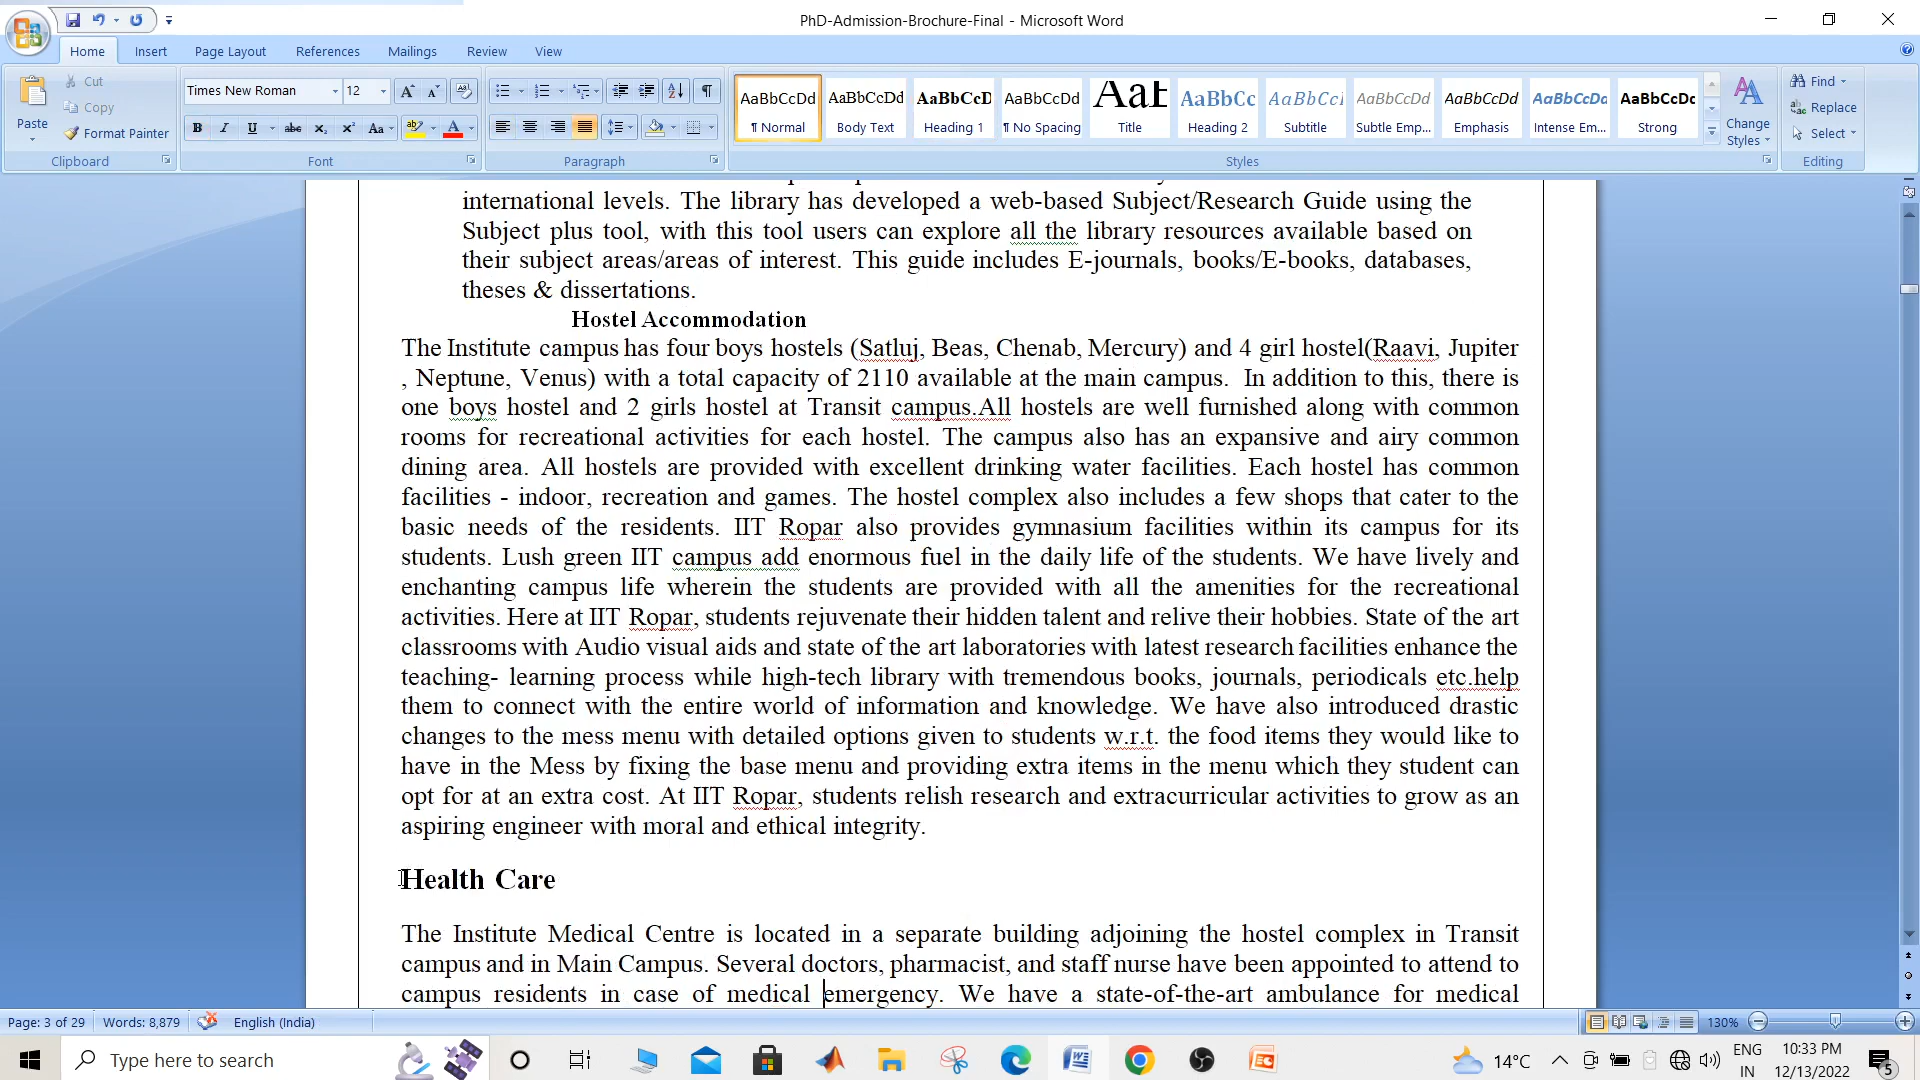 PhD-Admission-Brochure-Final - Microsoft Word
Home Insert Page Layout References Mailings Review View
Paste
Cut
Copy
Format Painter
Clipboard
Times New Roman 12
Font
Paragraph
AaBbCcDd AaBbCcDd AaBbCcD AaBbCcDd AaB AaBbCc AaBbCcI AaBbCcDd AaBbCcDd AaBbCcDd AaBbCcDc
¶ Normal Body Text Heading 1 ¶ No Spacing Title Heading 2 Subtitle Subtle Emp... Emphasis Intense Em... Strong
Change
Styles
Styles
Find
Replace
Select
Editing
international levels. The library has developed a web-based Subject/Research Guide using the
Subject plus tool, with this tool users can explore all the library resources available based on
their subject areas/areas of interest. This guide includes E-journals, books/E-books, databases,
theses & dissertations.
Hostel Accommodation
The Institute campus has four boys hostels (Satluj, Beas, Chenab, Mercury) and 4 girl hostel(Raavi, Jupiter
, Neptune, Venus) with a total capacity of 2110 available at the main campus. In addition to this, there is
one boys hostel and 2 girls hostel at Transit campus.All hostels are well furnished along with common
rooms for recreational activities for each hostel. The campus also has an expansive and airy common
dining area. All hostels are provided with excellent drinking water facilities. Each hostel has common
facilities - indoor, recreation and games. The hostel complex also includes a few shops that cater to the
basic needs of the residents. IIT Ropar also provides gymnasium facilities within its campus for its
students. Lush green IIT campus add enormous fuel in the daily life of the students. We have lively and
enchanting campus life wherein the students are provided with all the amenities for the recreational
activities. Here at IIT Ropar, students rejuvenate their hidden talent and relive their hobbies. State of the art
classrooms with Audio visual aids and state of the art laboratories with latest research facilities enhance the
teaching- learning process while high-tech library with tremendous books, journals, periodicals etc.help
them to connect with the entire world of information and knowledge. We have also introduced drastic
changes to the mess menu with detailed options given to students w.r.t. the food items they would like to
have in the Mess by fixing the base menu and providing extra items in the menu which they student can
opt for at an extra cost. At IIT Ropar, students relish research and extracurricular activities to grow as an
aspiring engineer with moral and ethical integrity.
Health Care
The Institute Medical Centre is located in a separate building adjoining the hostel complex in Transit
campus and in Main Campus. Several doctors, pharmacist, and staff nurse have been appointed to attend to
campus residents in case of medical emergency. We have a state-of-the-art ambulance for medical
Page: 3 of 29 Words: 8,879 English (India) 130%
Type here to search
14°C
ENG
IN
10:33 PM
12/13/2022
5